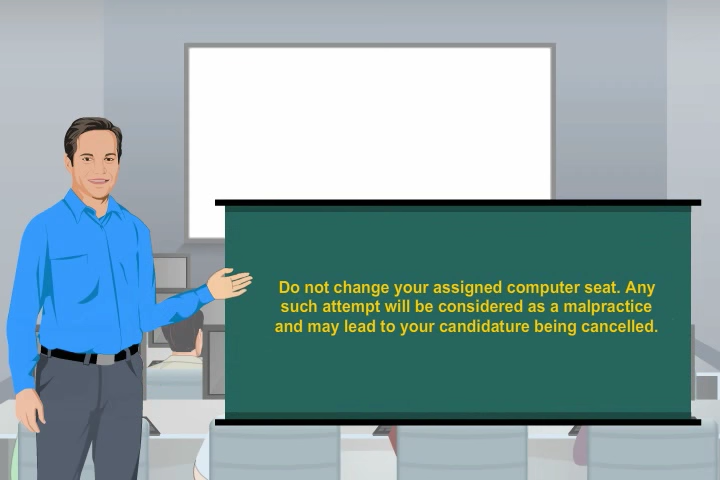 Do not change your assigned computer seat. Any
such attempt will be considered as a malpractice
and may lead to your candidature being cancelled.